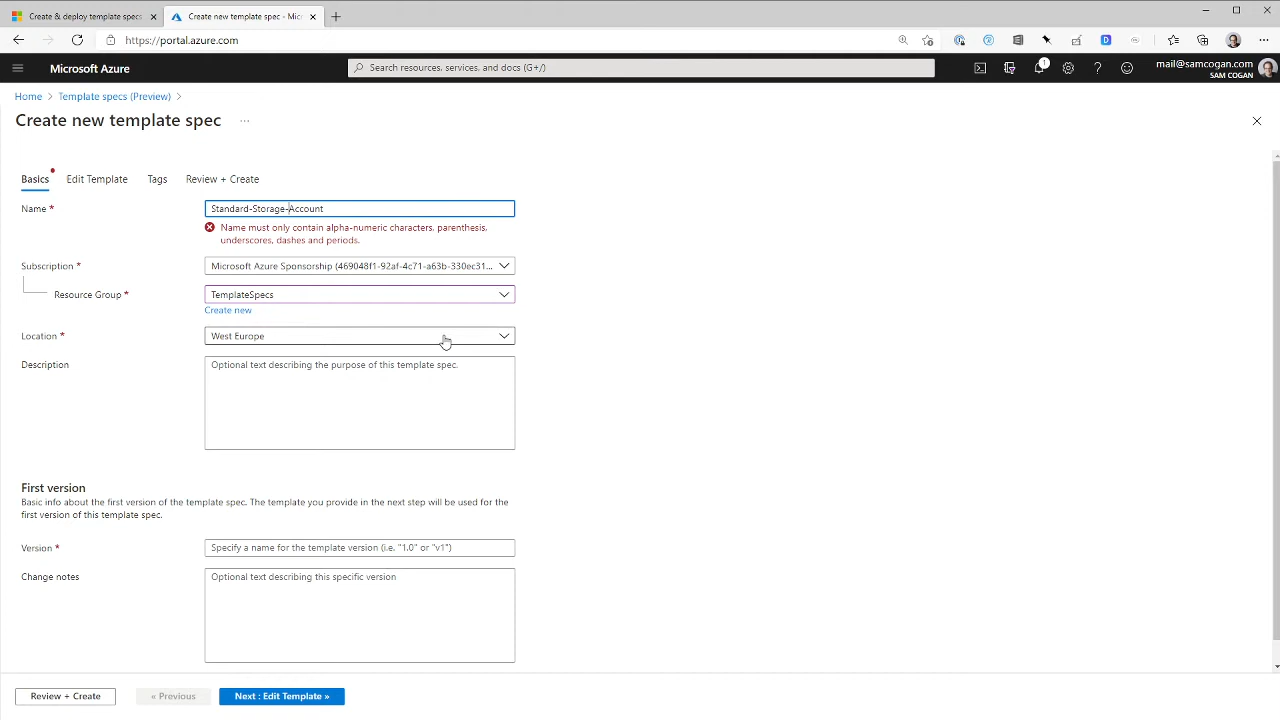 Create & deploy template specs
Create new template spec - Micr
https://portal.azure.com
Microsoft Azure
Search resources, services, and docs (G+/)
1
mail@samcogan.com
SAM COGAN
Home > Template specs (Preview) >
Create new template spec ...
Basics Edit Template Tags Review + Create
Name *
Standard-Storage-Account
Name must only contain alpha-numeric characters, parenthesis,
underscores, dashes and periods.
Subscription *
Microsoft Azure Sponsorship (469048f1-92af-4c71-a63b-330ec31...
Resource Group *
TemplateSpecs
Create new
Location *
West Europe
Description
Optional text describing the purpose of this template spec.
First version
Basic info about the first version of the template spec. The template you provide in the next step will be used for the
first version of this template spec.
Version *
Specify a name for the template version (i.e. "1.0" or "v1")
Change notes
Optional text describing this specific version
Review + Create
« Previous
Next : Edit Template »